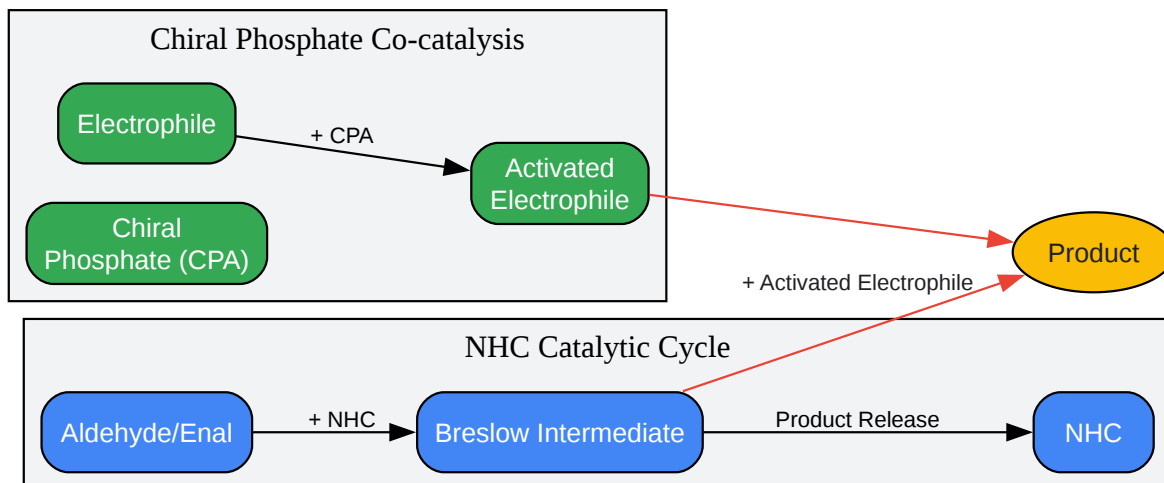 Chiral Phosphate Co-catalysis
Electrophile
+ CPA
Activated
Electrophile
Chiral
Phosphate (CPA)
Product
+ Activated Electrophile
NHC Catalytic Cycle
Aldehyde/Enal
+ NHC
Breslow Intermediate
Product Release
NHC